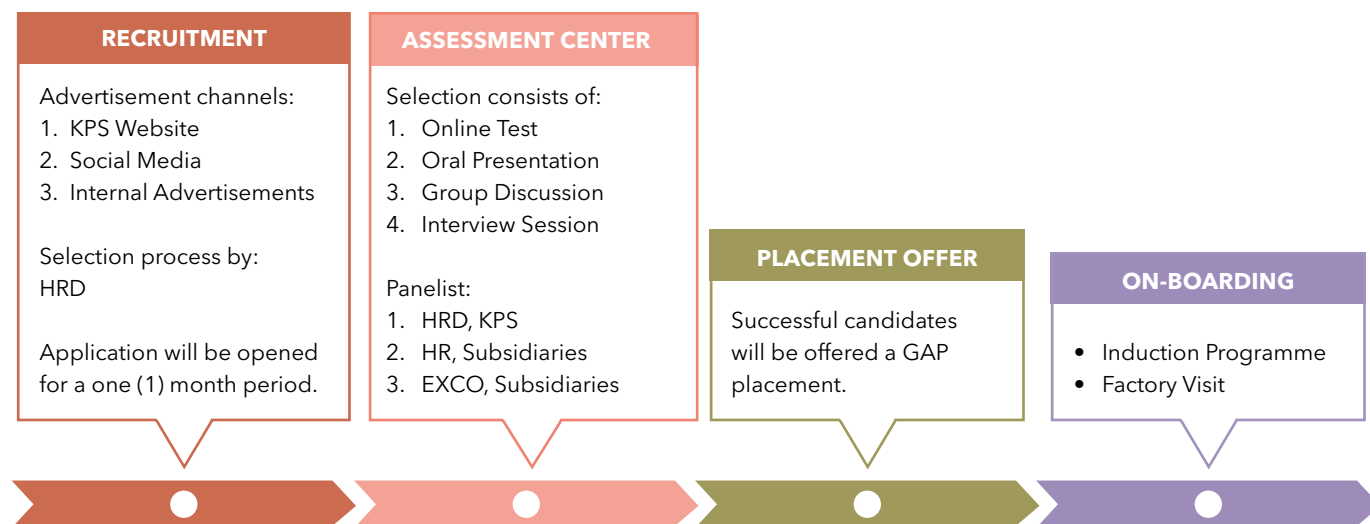 RECRUITMENT
Advertisement channels:
1. KPS Website
2. Social Media
3. Internal Advertisements
Selection process by:
HRD
Application will be opened
for a one (1) month period.
ASSESSMENT CENTER
Selection consists of:
1. Online Test
2. Oral Presentation
3. Group Discussion
4. Interview Session
Panelist:
1. HRD, KPS
2. HR, Subsidiaries
3. EXCO, Subsidiaries
PLACEMENT OFFER
Successful candidates
will be offered a GAP
placement.
ON-BOARDING
• Induction Programme
• Factory Visit